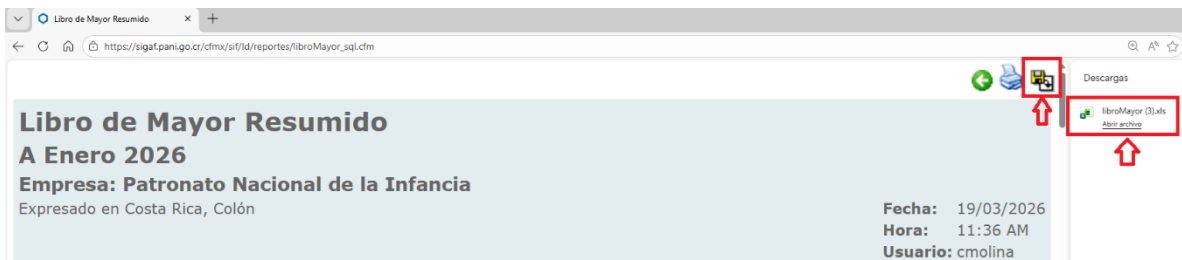 Libro de Mayor Resumido
https://sigaf.pani.go.cr/cfmx/sif/ld/reportes/libroMayor_sql.cfm
Descargas
libroMayor (3).xls
Abrir archivo
Libro de Mayor Resumido
A Enero 2026
Empresa: Patronato Nacional de la Infancia
Expresado en Costa Rica, Colón
Fecha: 19/03/2026
Hora: 11:36 AM
Usuario: cmolina